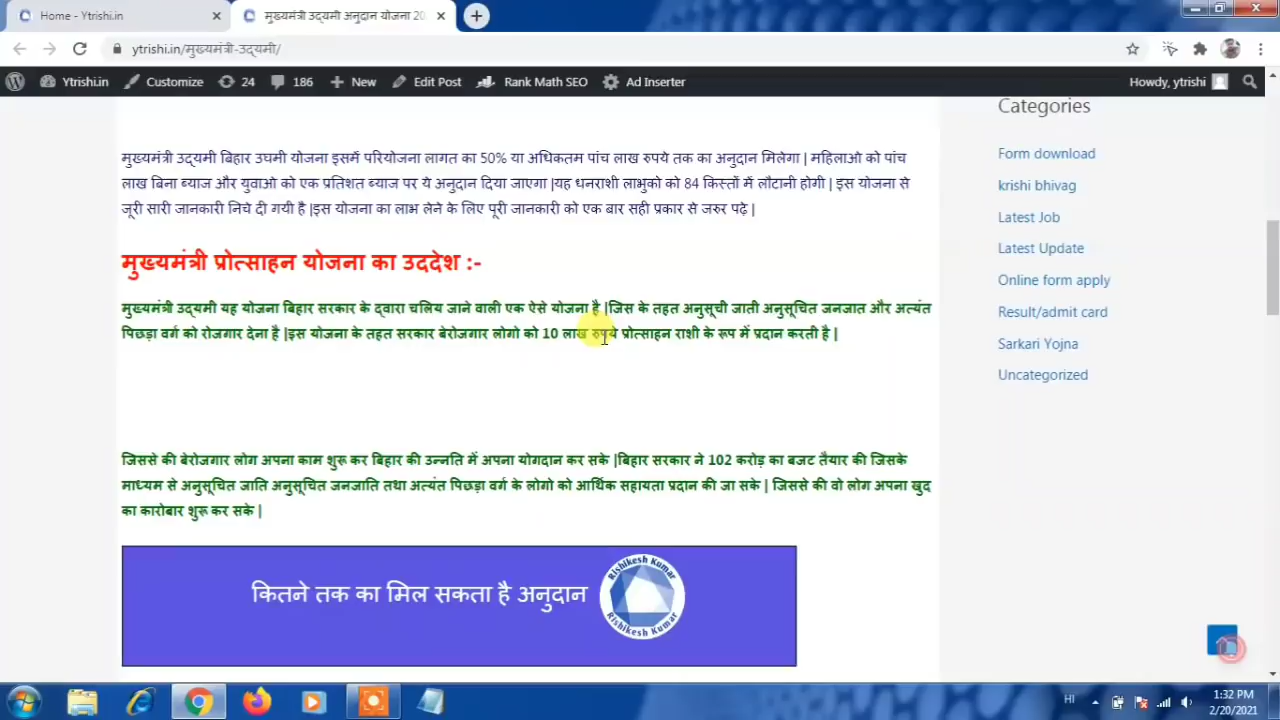 Home - Ytrishi.in
मुख्यमंत्री उद्यमी अनुदान योजना 20
ytrishi.in/मुख्यमंत्री-उद्यमी/
Ytrishi.in Customize 24 186 New Edit Post Rank Math SEO Ad Inserter Howdy, ytrishi
मुख्यमंत्री उद्यमी बिहार उघमी योजना इसमें परियोजना लागत का 50% या अधिकतम पांच लाख रुपये तक का अनुदान मिलेगा | महिलाओ को पांच
लाख बिना ब्याज और युवाओ को एक प्रतिशत ब्याज पर ये अनुदान दिया जाएगा |यह धनराशी लाभुंको को 84 किस्तों में लौटानी होगी | इस योजना से
जूरी सारी जानकारी निचे दी गयी है |इस योजना का लाभ लेने के लिए पूरी जानकारी को एक बार सही प्रकार से जरुर पढ़े |
मुख्यमंत्री प्रोत्साहन योजना का उददेश :-
मुख्यमंत्री उद्यमी यह योजना बिहार सरकार के द्वारा चलिय जाने वाली एक ऐसे योजना है |जिस के तहत अनुसूची जाती अनुसूचित जनजात और अत्यंत
पिछड़ा वर्ग को रोजगार देना है |इस योजना के तहत सरकार बेरोजगार लोगो को 10 लाख रुपये प्रोत्साहन राशी के रूप में प्रदान करती है |
जिससे की बेरोजगार लोग अपना काम शुरू कर बिहार की उन्नति में अपना योगदान कर सके |बिहार सरकार ने 102 करोड़ का बजट तैयार की जिसके
माध्यम से अनुसूचित जाति अनुसूचित जनजाति तथा अत्यंत पिछड़ा वर्ग के लोगो को आर्थिक सहायता प्रदान की जा सके | जिससे की वो लोग अपना खुद
का कारोबार शुरू कर सके |
कितने तक का मिल सकता है अनुदान
Rishikesh Kumar
Rishikesh Kumar
Categories
Form download
krishi bhivag
Latest Job
Latest Update
Online form apply
Result/admit card
Sarkari Yojna
Uncategorized
HI
1:32 PM
2/20/2021